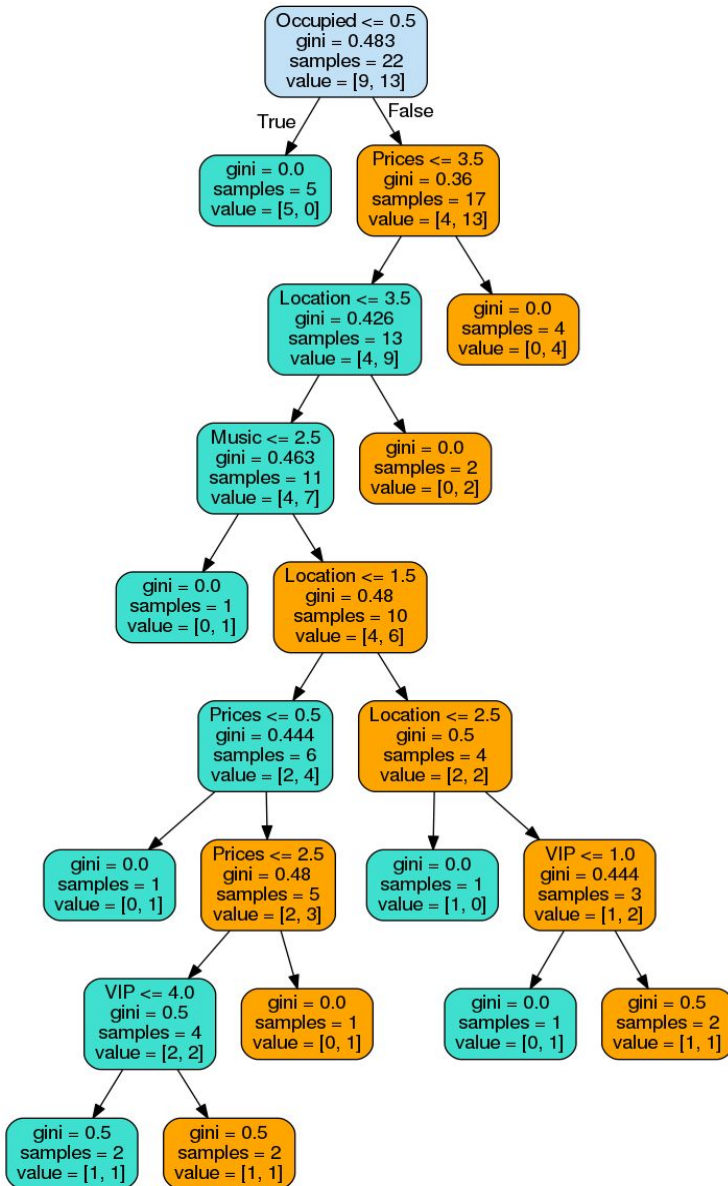 Occupied <= 0.5
gini = 0.483
samples = 22
value = [9, 13]
True
False
gini = 0.0
samples = 5
value = [5, 0]
Prices <= 3.5
gini = 0.36
samples = 17
value = [4, 13]
Location <= 3.5
gini = 0.426
samples = 13
value = [4, 9]
gini = 0.0
samples = 4
value = [0, 4]
Music <= 2.5
gini = 0.463
samples = 11
value = [4, 7]
gini = 0.0
samples = 2
value = [0, 2]
gini = 0.0
samples = 1
value = [0, 1]
Location <= 1.5
gini = 0.48
samples = 10
value = [4, 6]
Prices <= 0.5
gini = 0.444
samples = 6
value = [2, 4]
Location <= 2.5
gini = 0.5
samples = 4
value = [2, 2]
gini = 0.0
samples = 1
value = [0, 1]
Prices <= 2.5
gini = 0.48
samples = 5
value = [2, 3]
gini = 0.0
samples = 1
value = [1, 0]
VIP <= 1.0
gini = 0.444
samples = 3
value = [1, 2]
VIP <= 4.0
gini = 0.5
samples = 4
value = [2, 2]
gini = 0.0
samples = 1
value = [0, 1]
gini = 0.0
samples = 1
value = [0, 1]
gini = 0.5
samples = 2
value = [1, 1]
gini = 0.5
samples = 2
value = [1, 1]
gini = 0.5
samples = 2
value = [1, 1]